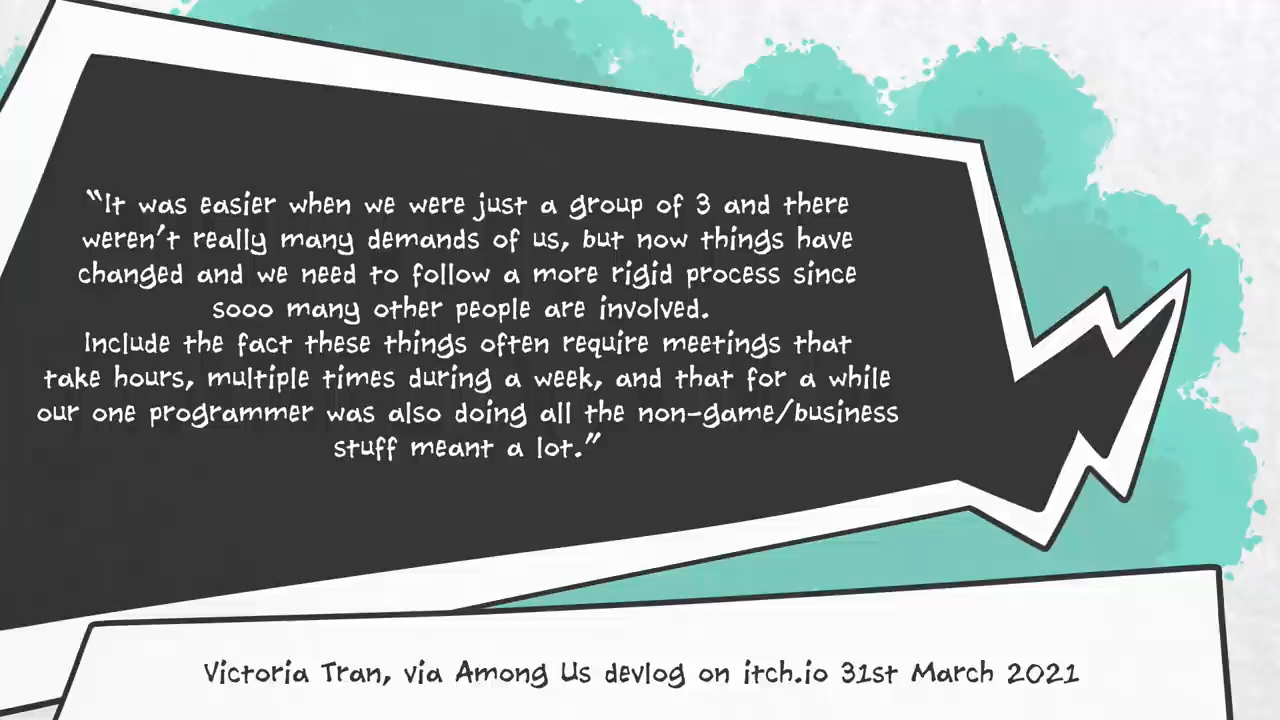 “It was easier when we were just a group of 3 and there
weren't really many demands of us, but now things have
changed and we need to follow a more rigid process since
sooo many other people are involved.
Include the fact these things often require meetings that
take hours, multiple times during a week, and that for a while
our one programmer was also doing all the non-game/business
stuff meant a lot.”
Victoria Tran, via Among Us devlog on itch.io 31st March 2021